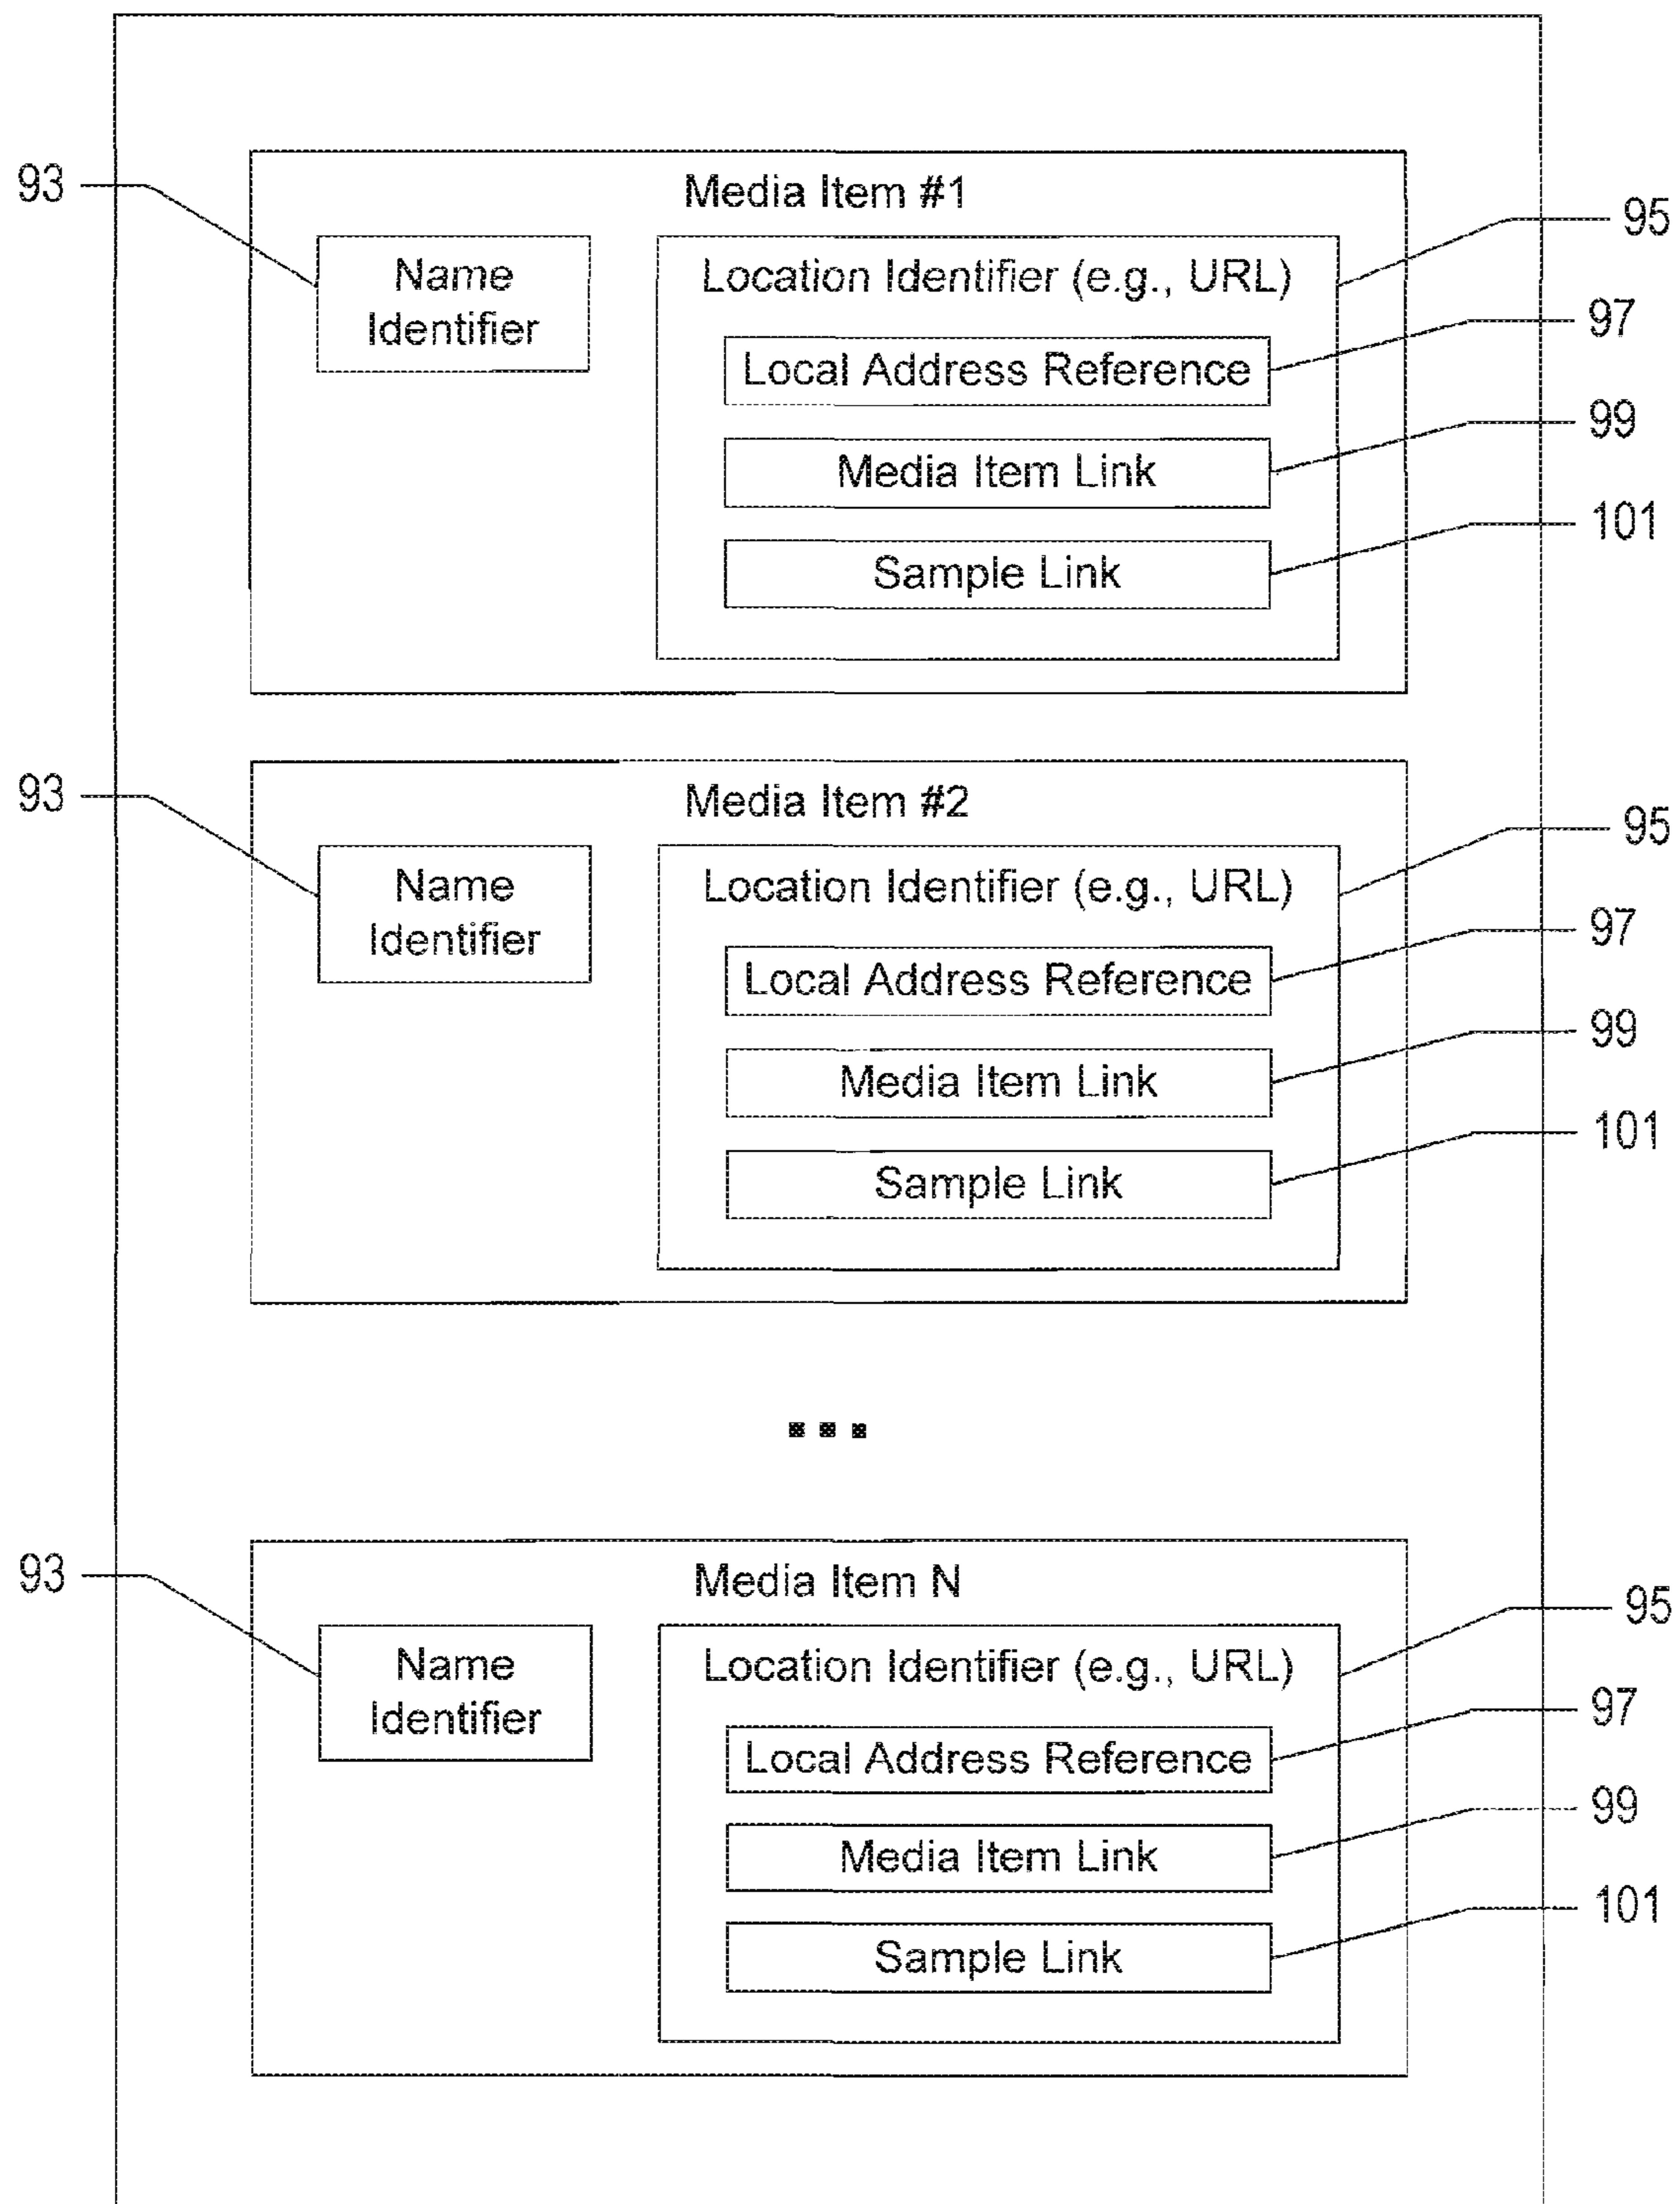 Media Item #1
93
95
Name
Identifier
Location Identifier (e.g., URL)
97
Local Address Reference
99
Media Item Link
101
Sample Link
Media Item #2
93
95
Name
Identifier
Location Identifier (e.g., URL)
97
Local Address Reference
99
Media Item Link
101
Sample Link
...
Media Item N
93
95
Name
Identifier
Location Identifier (e.g., URL)
97
Local Address Reference
99
Media Item Link
101
Sample Link